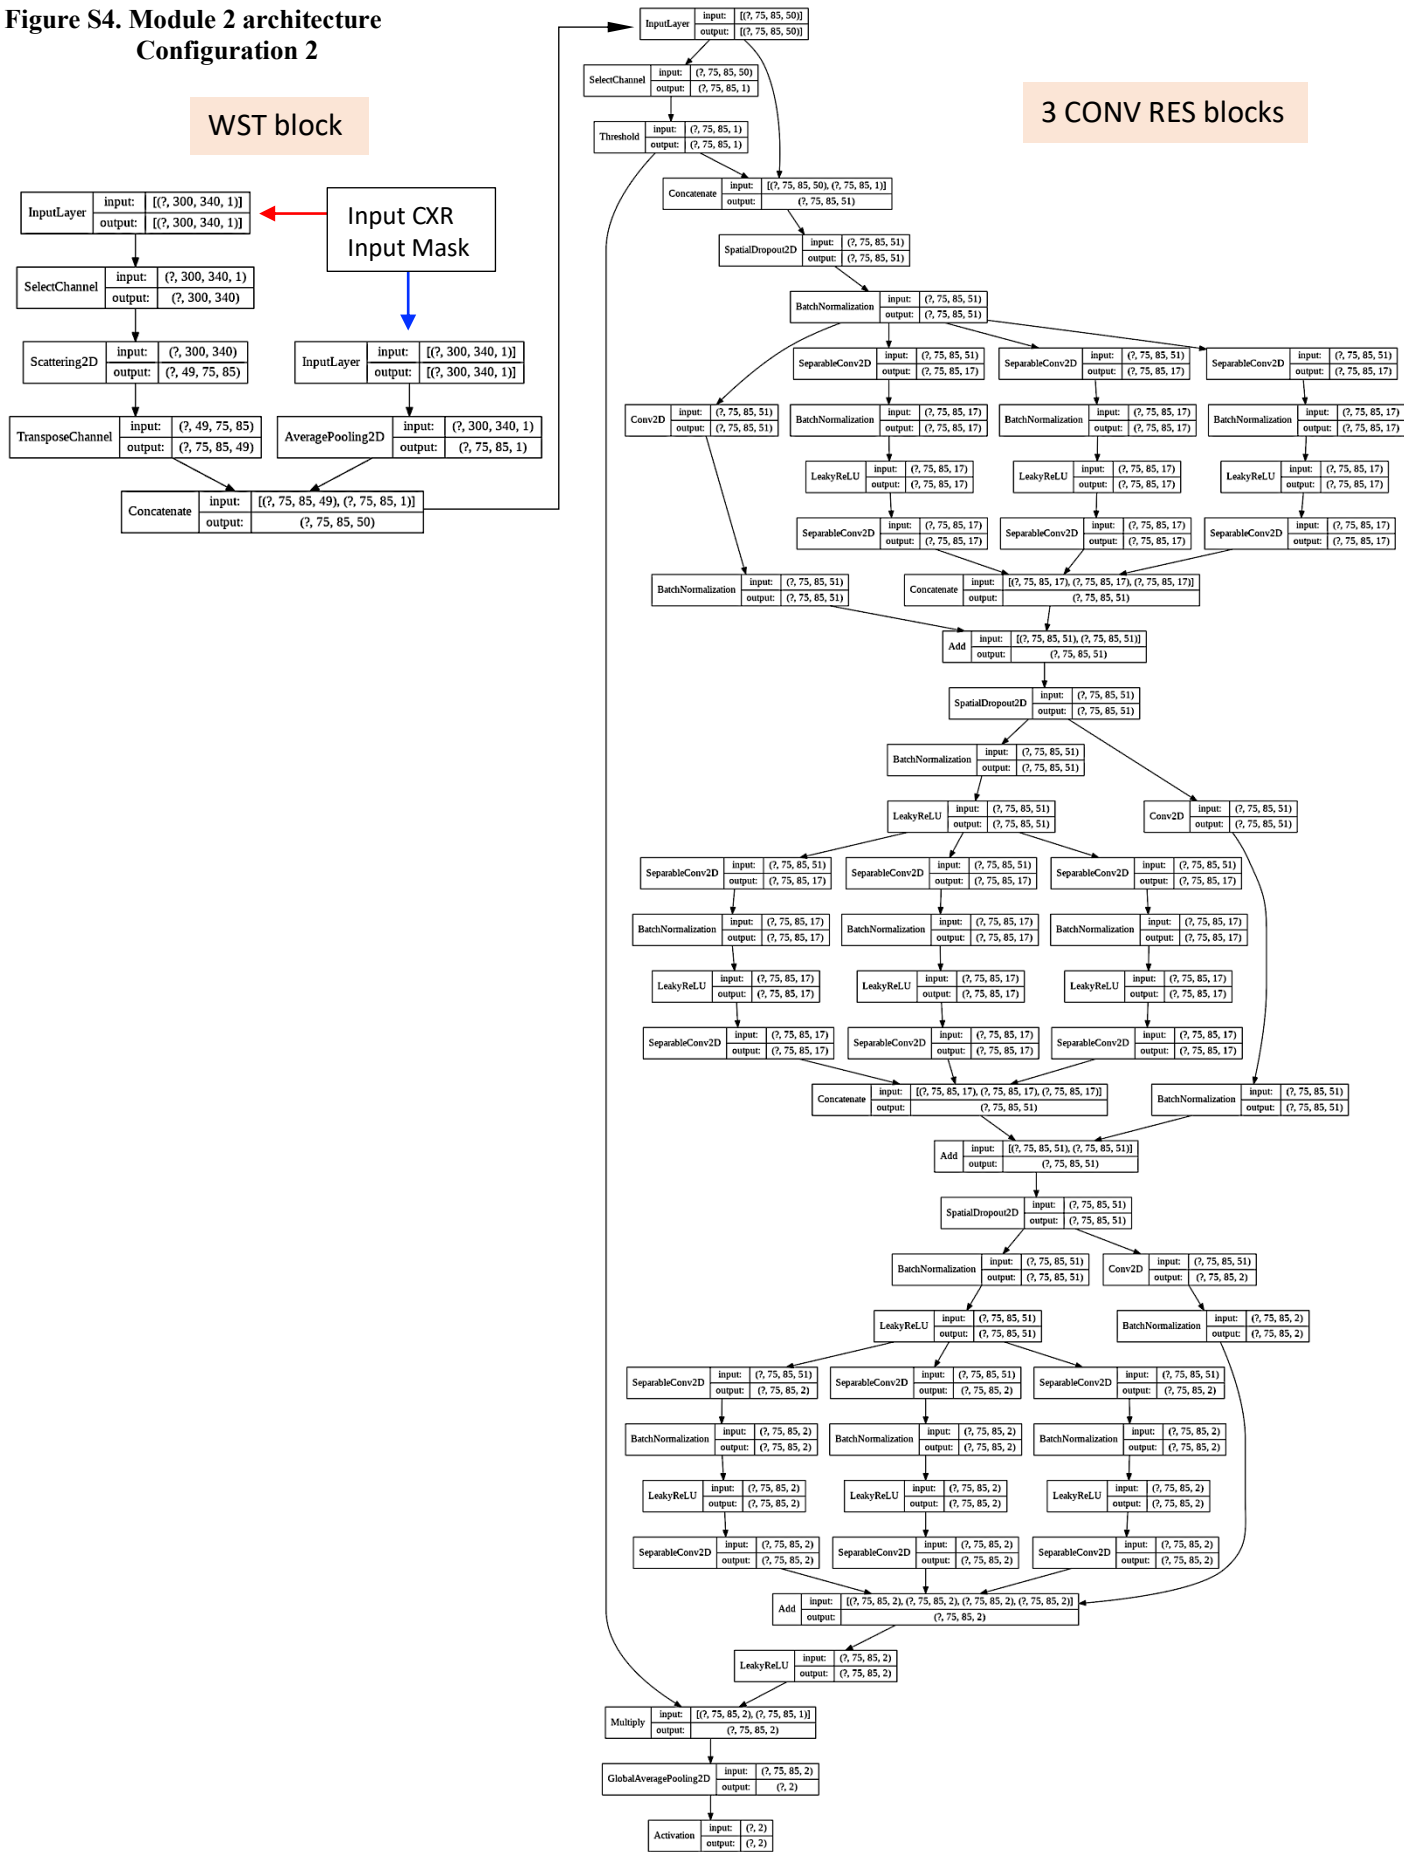 Figure S4. Module 2 architecture
Configuration 2
WST block
3 CONV RES blocks
Input CXR
Input Mask
InputLayer input: [(?, 300, 340, 1)]
output: [(?, 300, 340, 1)]
SelectChannel input: (?, 300, 340, 1)
output: (?, 300, 340)
Scattering2D input: (?, 300, 340)
output: (?, 49, 75, 85)
InputLayer input: [(?, 300, 340, 1)]
output: [(?, 300, 340, 1)]
TransposeChannel input: (?, 49, 75, 85)
output: (?, 75, 85, 49)
AveragePooling2D input: (?, 300, 340, 1)
output: (?, 75, 85, 1)
Concatenate input: [(?, 75, 85, 49), (?, 75, 85, 1)]
output: (?, 75, 85, 50)
InputLayer input: [(?, 75, 85, 50)]
output: [(?, 75, 85, 50)]
SelectChannel input: (?, 75, 85, 50)
output: (?, 75, 85, 1)
Threshold input: (?, 75, 85, 1)
output: (?, 75, 85, 1)
Concatenate input: [(?, 75, 85, 50), (?, 75, 85, 1)]
output: (?, 75, 85, 51)
SpatialDropout2D input: (?, 75, 85, 51)
output: (?, 75, 85, 51)
BatchNormalization input: (?, 75, 85, 51)
output: (?, 75, 85, 51)
SeparableConv2D input: (?, 75, 85, 51)
output: (?, 75, 85, 17)
SeparableConv2D input: (?, 75, 85, 51)
output: (?, 75, 85, 17)
SeparableConv2D input: (?, 75, 85, 51)
output: (?, 75, 85, 17)
Conv2D input: (?, 75, 85, 51)
output: (?, 75, 85, 51)
BatchNormalization input: (?, 75, 85, 17)
output: (?, 75, 85, 17)
BatchNormalization input: (?, 75, 85, 17)
output: (?, 75, 85, 17)
BatchNormalization input: (?, 75, 85, 17)
output: (?, 75, 85, 17)
LeakyReLU input: (?, 75, 85, 17)
output: (?, 75, 85, 17)
LeakyReLU input: (?, 75, 85, 17)
output: (?, 75, 85, 17)
LeakyReLU input: (?, 75, 85, 17)
output: (?, 75, 85, 17)
SeparableConv2D input: (?, 75, 85, 17)
output: (?, 75, 85, 17)
SeparableConv2D input: (?, 75, 85, 17)
output: (?, 75, 85, 17)
SeparableConv2D input: (?, 75, 85, 17)
output: (?, 75, 85, 17)
BatchNormalization input: (?, 75, 85, 51)
output: (?, 75, 85, 51)
Concatenate input: [(?, 75, 85, 17), (?, 75, 85, 17), (?, 75, 85, 17)]
output: (?, 75, 85, 51)
Add input: [(?, 75, 85, 51), (?, 75, 85, 51)]
output: (?, 75, 85, 51)
SpatialDropout2D input: (?, 75, 85, 51)
output: (?, 75, 85, 51)
BatchNormalization input: (?, 75, 85, 51)
output: (?, 75, 85, 51)
LeakyReLU input: (?, 75, 85, 51)
output: (?, 75, 85, 51)
Conv2D input: (?, 75, 85, 51)
output: (?, 75, 85, 51)
SeparableConv2D input: (?, 75, 85, 51)
output: (?, 75, 85, 17)
SeparableConv2D input: (?, 75, 85, 51)
output: (?, 75, 85, 17)
SeparableConv2D input: (?, 75, 85, 51)
output: (?, 75, 85, 17)
BatchNormalization input: (?, 75, 85, 17)
output: (?, 75, 85, 17)
BatchNormalization input: (?, 75, 85, 17)
output: (?, 75, 85, 17)
BatchNormalization input: (?, 75, 85, 17)
output: (?, 75, 85, 17)
LeakyReLU input: (?, 75, 85, 17)
output: (?, 75, 85, 17)
LeakyReLU input: (?, 75, 85, 17)
output: (?, 75, 85, 17)
LeakyReLU input: (?, 75, 85, 17)
output: (?, 75, 85, 17)
SeparableConv2D input: (?, 75, 85, 17)
output: (?, 75, 85, 17)
SeparableConv2D input: (?, 75, 85, 17)
output: (?, 75, 85, 17)
SeparableConv2D input: (?, 75, 85, 17)
output: (?, 75, 85, 17)
Concatenate input: [(?, 75, 85, 17), (?, 75, 85, 17), (?, 75, 85, 17)]
output: (?, 75, 85, 51)
BatchNormalization input: (?, 75, 85, 51)
output: (?, 75, 85, 51)
Add input: [(?, 75, 85, 51), (?, 75, 85, 51)]
output: (?, 75, 85, 51)
SpatialDropout2D input: (?, 75, 85, 51)
output: (?, 75, 85, 51)
BatchNormalization input: (?, 75, 85, 51)
output: (?, 75, 85, 51)
Conv2D input: (?, 75, 85, 51)
output: (?, 75, 85, 2)
LeakyReLU input: (?, 75, 85, 51)
output: (?, 75, 85, 51)
BatchNormalization input: (?, 75, 85, 2)
output: (?, 75, 85, 2)
SeparableConv2D input: (?, 75, 85, 51)
output: (?, 75, 85, 2)
SeparableConv2D input: (?, 75, 85, 51)
output: (?, 75, 85, 2)
SeparableConv2D input: (?, 75, 85, 51)
output: (?, 75, 85, 2)
BatchNormalization input: (?, 75, 85, 2)
output: (?, 75, 85, 2)
BatchNormalization input: (?, 75, 85, 2)
output: (?, 75, 85, 2)
BatchNormalization input: (?, 75, 85, 2)
output: (?, 75, 85, 2)
LeakyReLU input: (?, 75, 85, 2)
output: (?, 75, 85, 2)
LeakyReLU input: (?, 75, 85, 2)
output: (?, 75, 85, 2)
LeakyReLU input: (?, 75, 85, 2)
output: (?, 75, 85, 2)
SeparableConv2D input: (?, 75, 85, 2)
output: (?, 75, 85, 2)
SeparableConv2D input: (?, 75, 85, 2)
output: (?, 75, 85, 2)
SeparableConv2D input: (?, 75, 85, 2)
output: (?, 75, 85, 2)
Add input: [(?, 75, 85, 2), (?, 75, 85, 2), (?, 75, 85, 2), (?, 75, 85, 2)]
output: (?, 75, 85, 2)
LeakyReLU input: (?, 75, 85, 2)
output: (?, 75, 85, 2)
Multiply input: [(?, 75, 85, 2), (?, 75, 85, 1)]
output: (?, 75, 85, 2)
GlobalAveragePooling2D input: (?, 75, 85, 2)
output: (?, 2)
Activation input: (?, 2)
output: (?, 2)